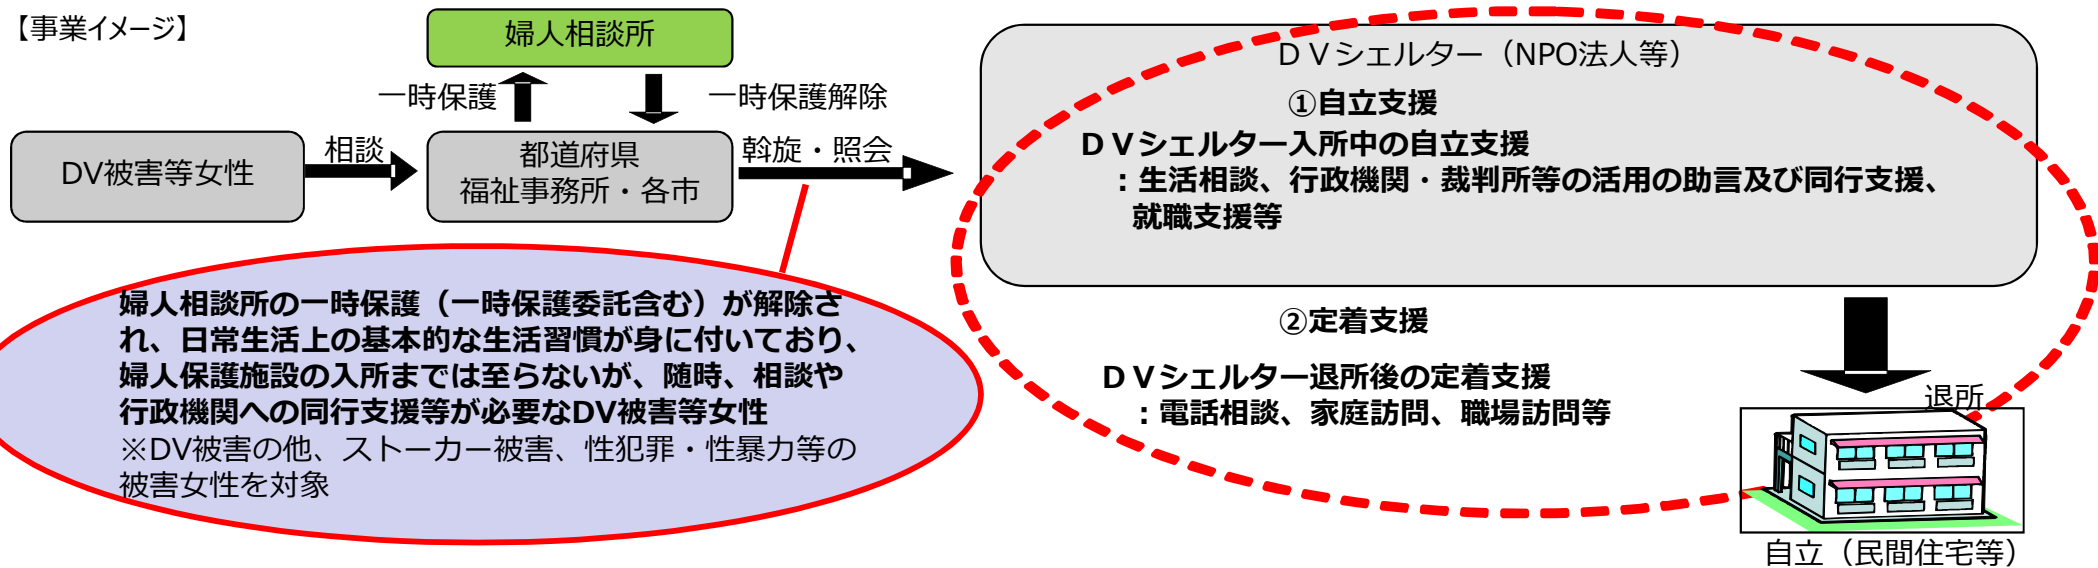 【事業イメージ】
婦人相談所
一時保護
一時保護解除
DV被害等女性
相談
都道府県
福祉事務所・各市
斡旋・照会
婦人相談所の一時保護（一時保護委託含む）が解除さ
れ、日常生活上の基本的な生活習慣が身に付いており、
婦人保護施設の入所までは至らないが、随時、相談や
行政機関への同行支援等が必要なDV被害等女性
※DV被害の他、ストーカー被害、性犯罪・性暴力等の
被害女性を対象
ＤＶシェルター（NPO法人等）
①自立支援
ＤＶシェルター入所中の自立支援
：生活相談、行政機関・裁判所等の活用の助言及び同行支援、
就職支援等
②定着支援
ＤＶシェルター退所後の定着支援
：電話相談、家庭訪問、職場訪問等
退所
自立（民間住宅等）